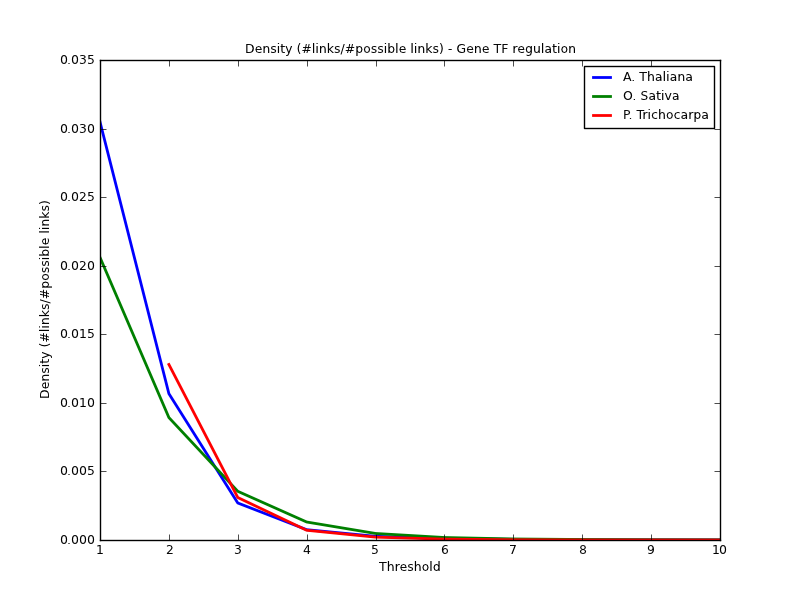 Density (#links/#possible links) - Gene TF regulation
A. Thaliana
O. Sativa
P. Trichocarpa
0.035
0.030
0.025
0.020
0.015
0.010
0.005
0.000
Density (#links/#possible links)
1 2 3 4 5 6 7 8 9 10
Threshold